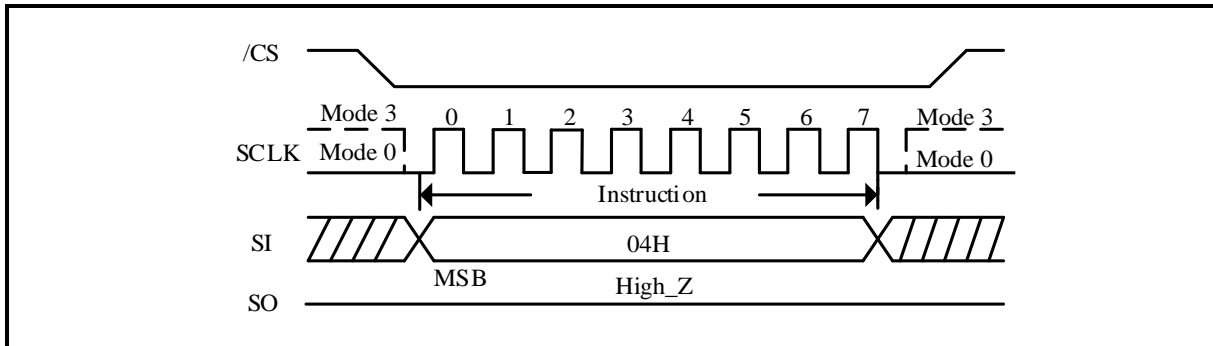 /CS
Mode 3 0 1 2 3 4 5 6 7 Mode 3
SCLK Mode 0 Mode 0
Instruction
SI 04H
MSB High_Z
SO